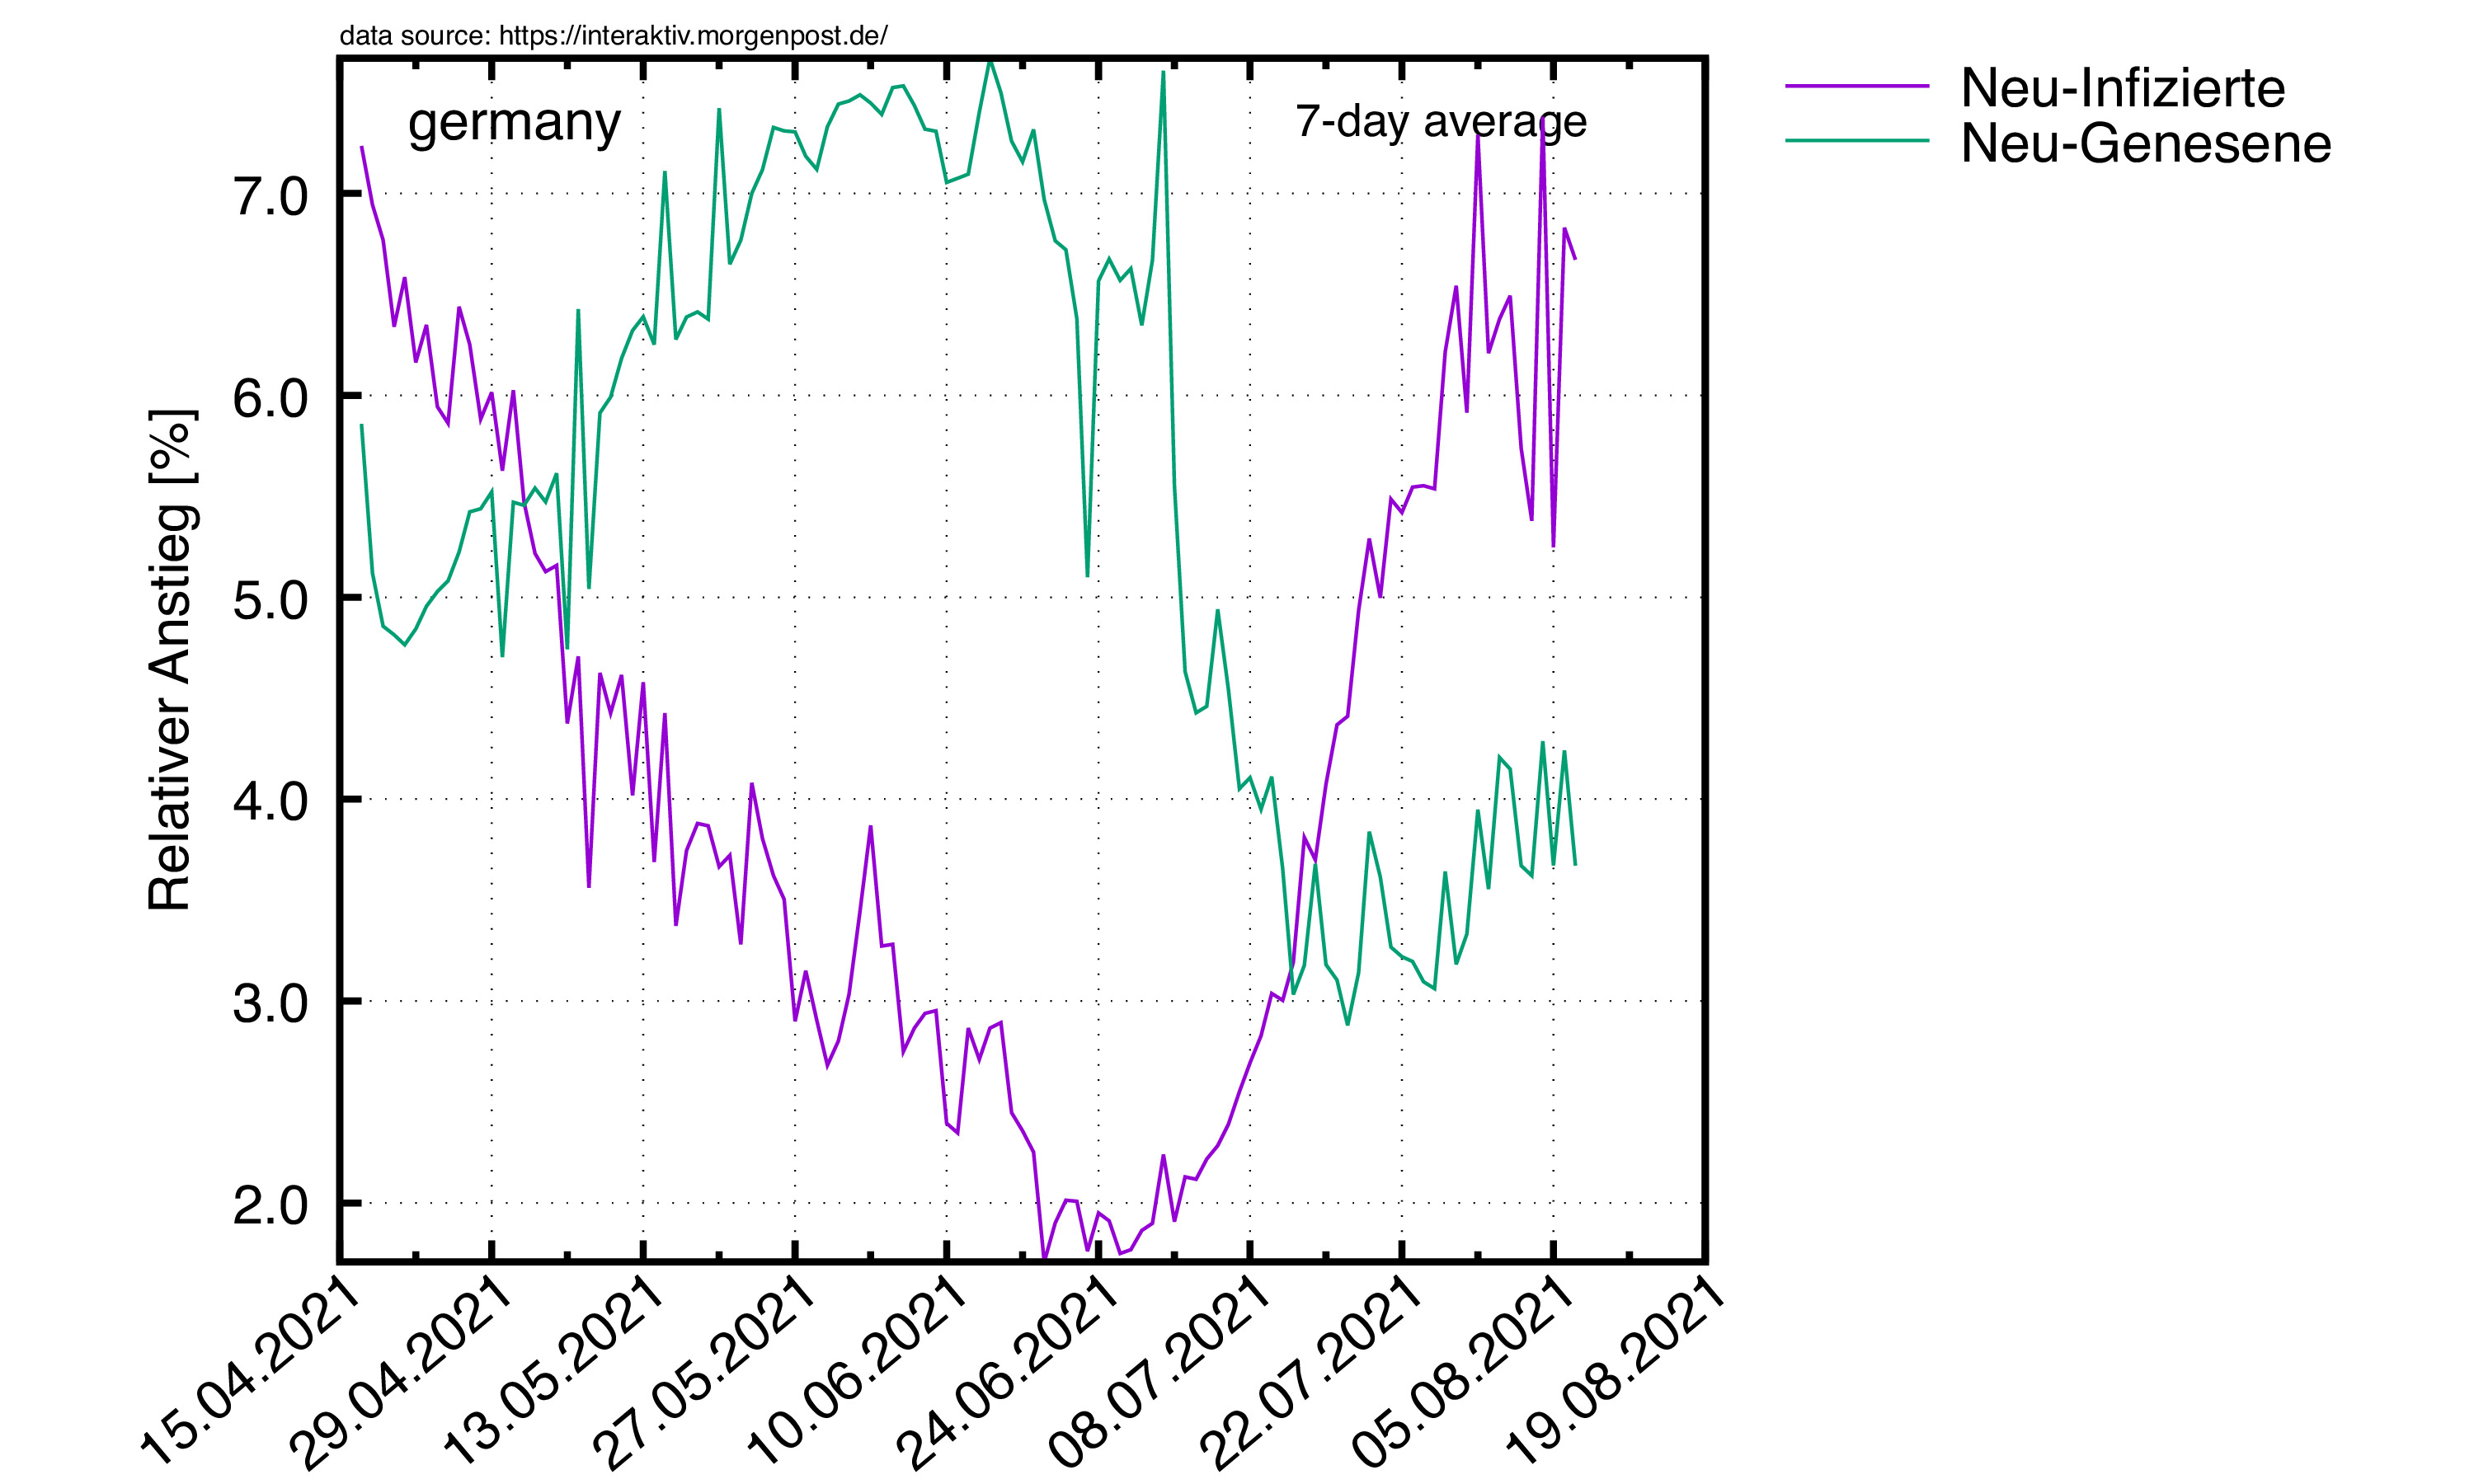 data source: https://interaktiv.morgenpost.de/
germany
7-day average
Neu-Infizierte
Neu-Genesene
Relativer Anstieg [%]
7.0
6.0
5.0
4.0
3.0
2.0
15.04.2021
29.04.2021
13.05.2021
27.05.2021
10.06.2021
24.06.2021
08.07.2021
22.07.2021
05.08.2021
19.08.2021